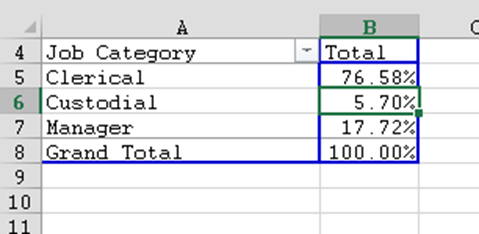 A B C
4 Job Category Total
5 Clerical 76.58%
6 Custodial 5.70%
7 Manager 17.72%
8 Grand Total 100.00%
9
10
11